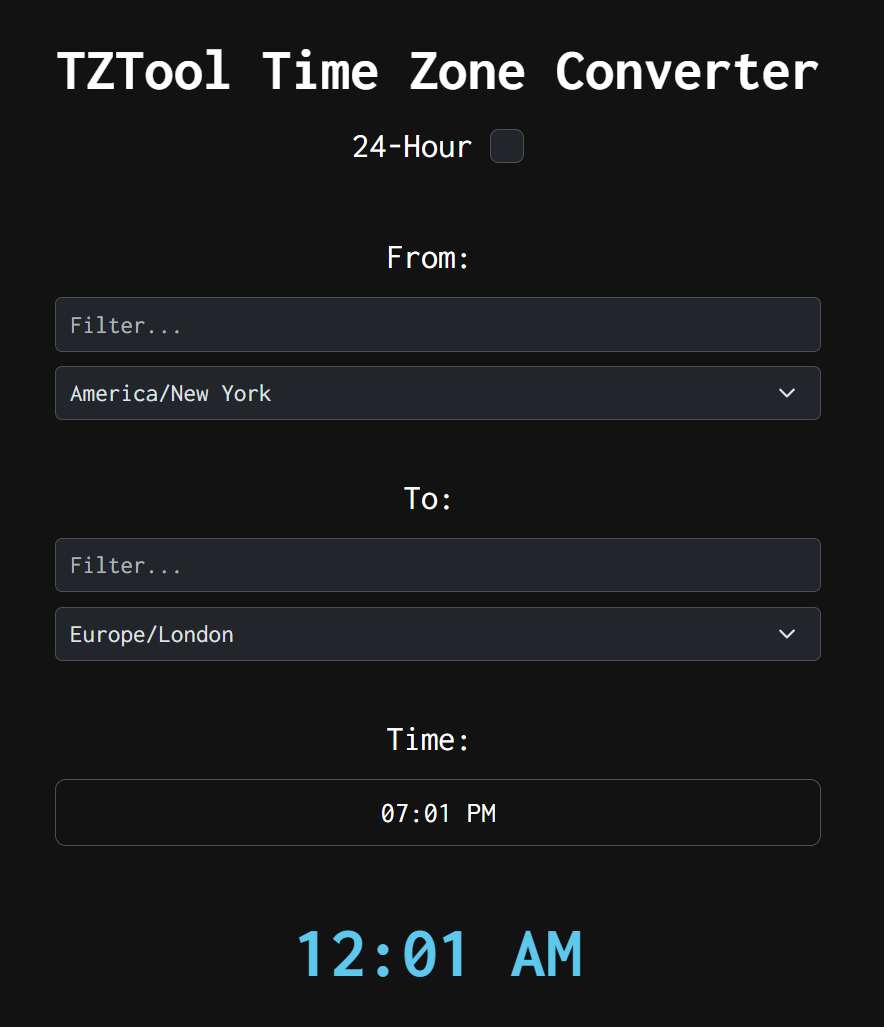 TZTool Time Zone Converter
24-Hour
From:
Filter...
America/New York
To:
Filter...
Europe/London
Time:
07:01 PM
12:01 AM